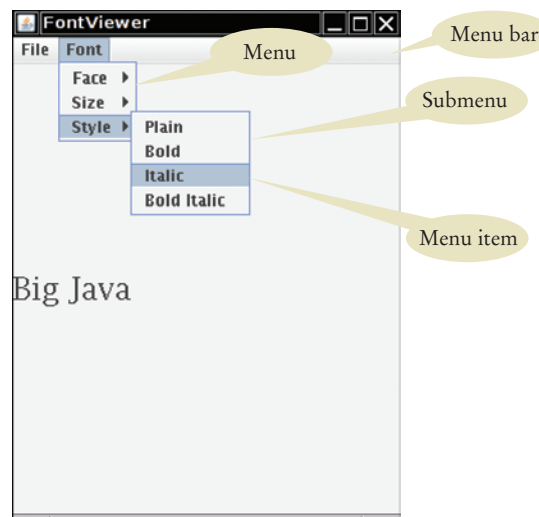 FontViewer
File Font
Menu
Menu bar
Face
Size
Style
Submenu
Plain
Bold
Italic
Bold Italic
Menu item
Big Java